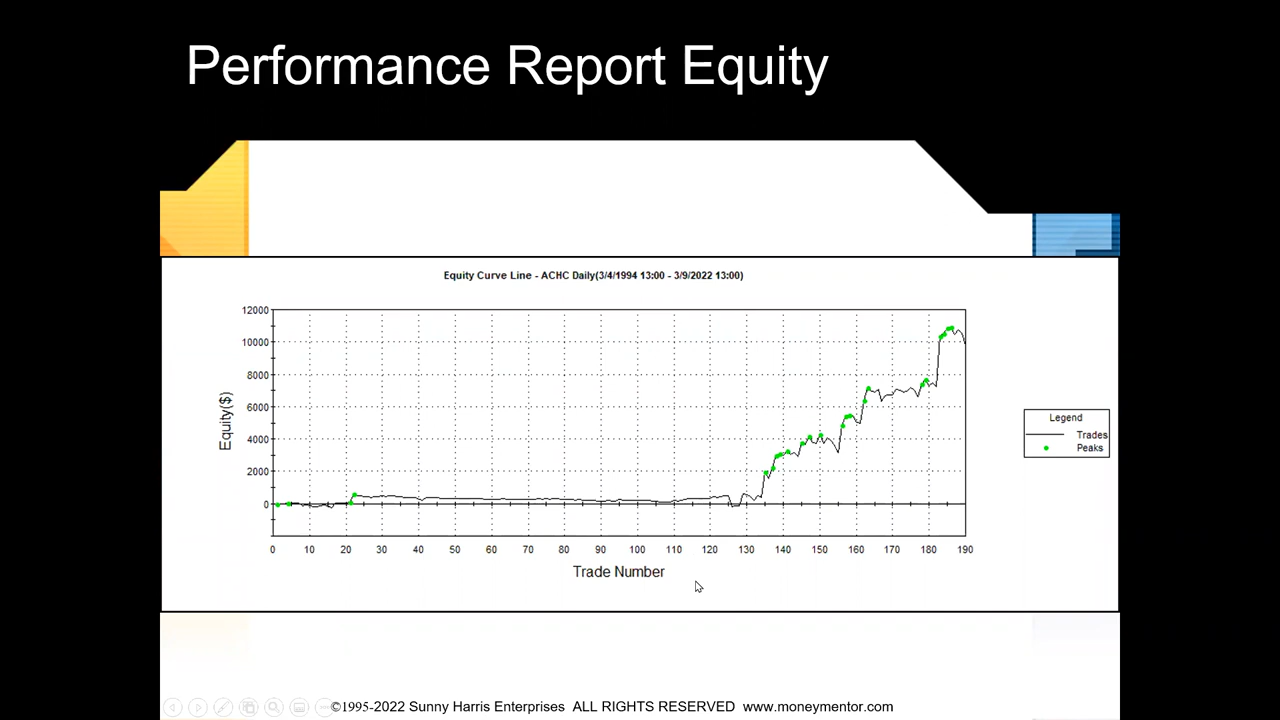 Performance Report Equity
Equity Curve Line - ACHC Daily(3/4/1994 13:00 - 3/9/2022 13:00)
Equity($)
12000
10000
8000
6000
4000
2000
0
0 10 20 30 40 50 60 70 80 90 100 110 120 130 140 150 160 170 180 190
Trade Number
Legend
Trades
Peaks
©1995-2022 Sunny Harris Enterprises ALL RIGHTS RESERVED www.moneymentor.com